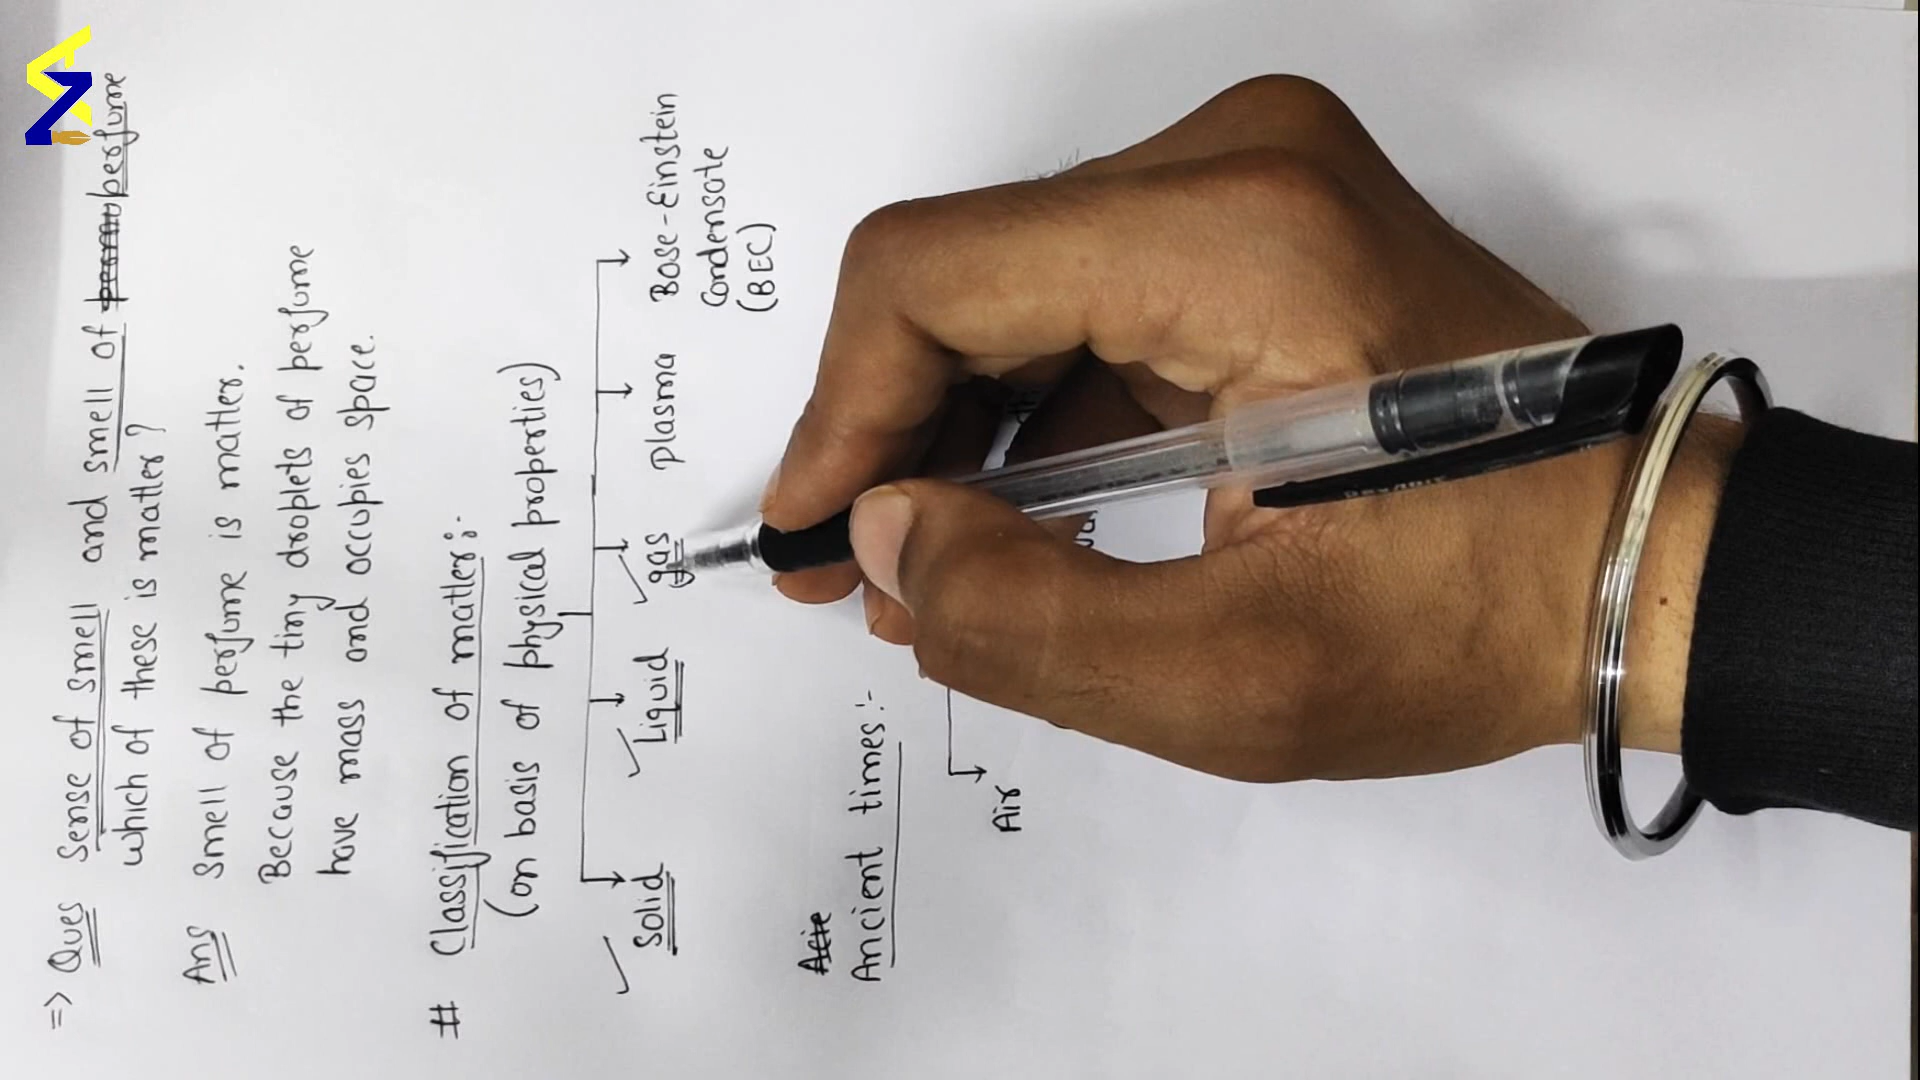 => Ques Sense of smell and smell of perfume
which of these is matter?
Ans Smell of perfume is matter.
Because the tiny droplets of perfume
have mass and occupies space.
# Classification of matter:-
(on basis of physical properties)
Solid Liquid gas Plasma Bose-Einstein
Condensate
(BEC)
Ancient times:-
Air